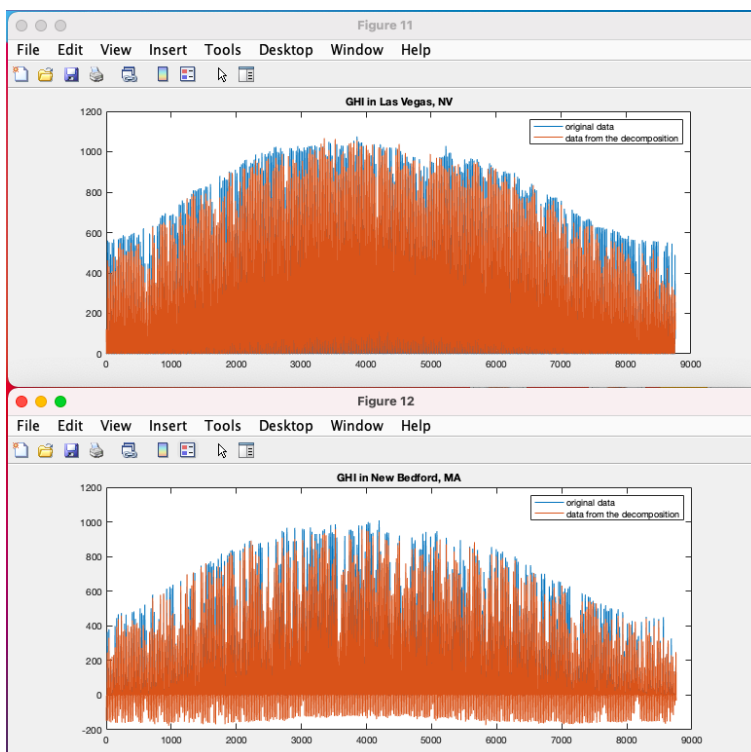 Figure 11
File Edit View Insert Tools Desktop Window Help
GHI in Las Vegas, NV
1200
1000
800
600
400
200
0
original data
data from the decomposition
0 1000 2000 3000 4000 5000 6000 7000 8000 9000
Figure 12
File Edit View Insert Tools Desktop Window Help
GHI in New Bedford, MA
1200
1000
800
600
400
200
0
-200
original data
data from the decomposition
0 1000 2000 3000 4000 5000 6000 7000 8000 9000